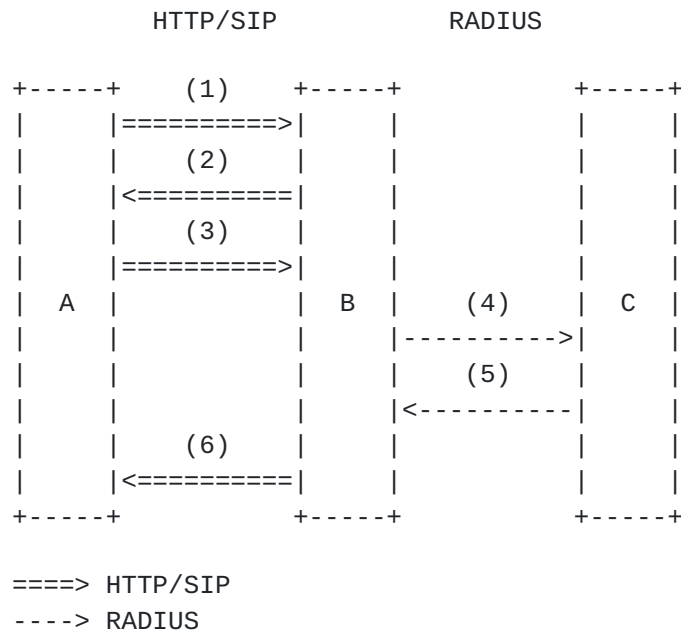 HTTP/SIP RADIUS
+-----+ (1) +-----+ +-----+
| |==========>| | | |
| | (2) | | | |
| |<==========| | | |
| | (3) | | | |
| |==========>| | | |
| A | | B | (4) | C |
| | | |---------->| |
| | | | (5) | |
| | | |<----------| |
| | (6) | | | |
| |<==========| | | |
+-----+ +-----+ +-----+
====> HTTP/SIP
----> RADIUS